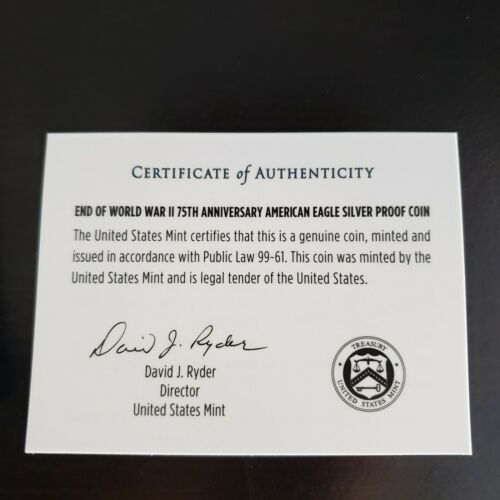 CERTIFICATE of AUTHENTICITY
END OF WORLD WAR II 75TH ANNIVERSARY AMERICAN EAGLE SILVER PROOF COIN
The United States Mint certifies that this is a genuine coin, minted and
issued in accordance with Public Law 99-61. This coin was minted by the
United States Mint and is legal tender of the United States.
David J. Ryder
David J. Ryder
Director
United States Mint
TREASURY
UNITED STATES MINT